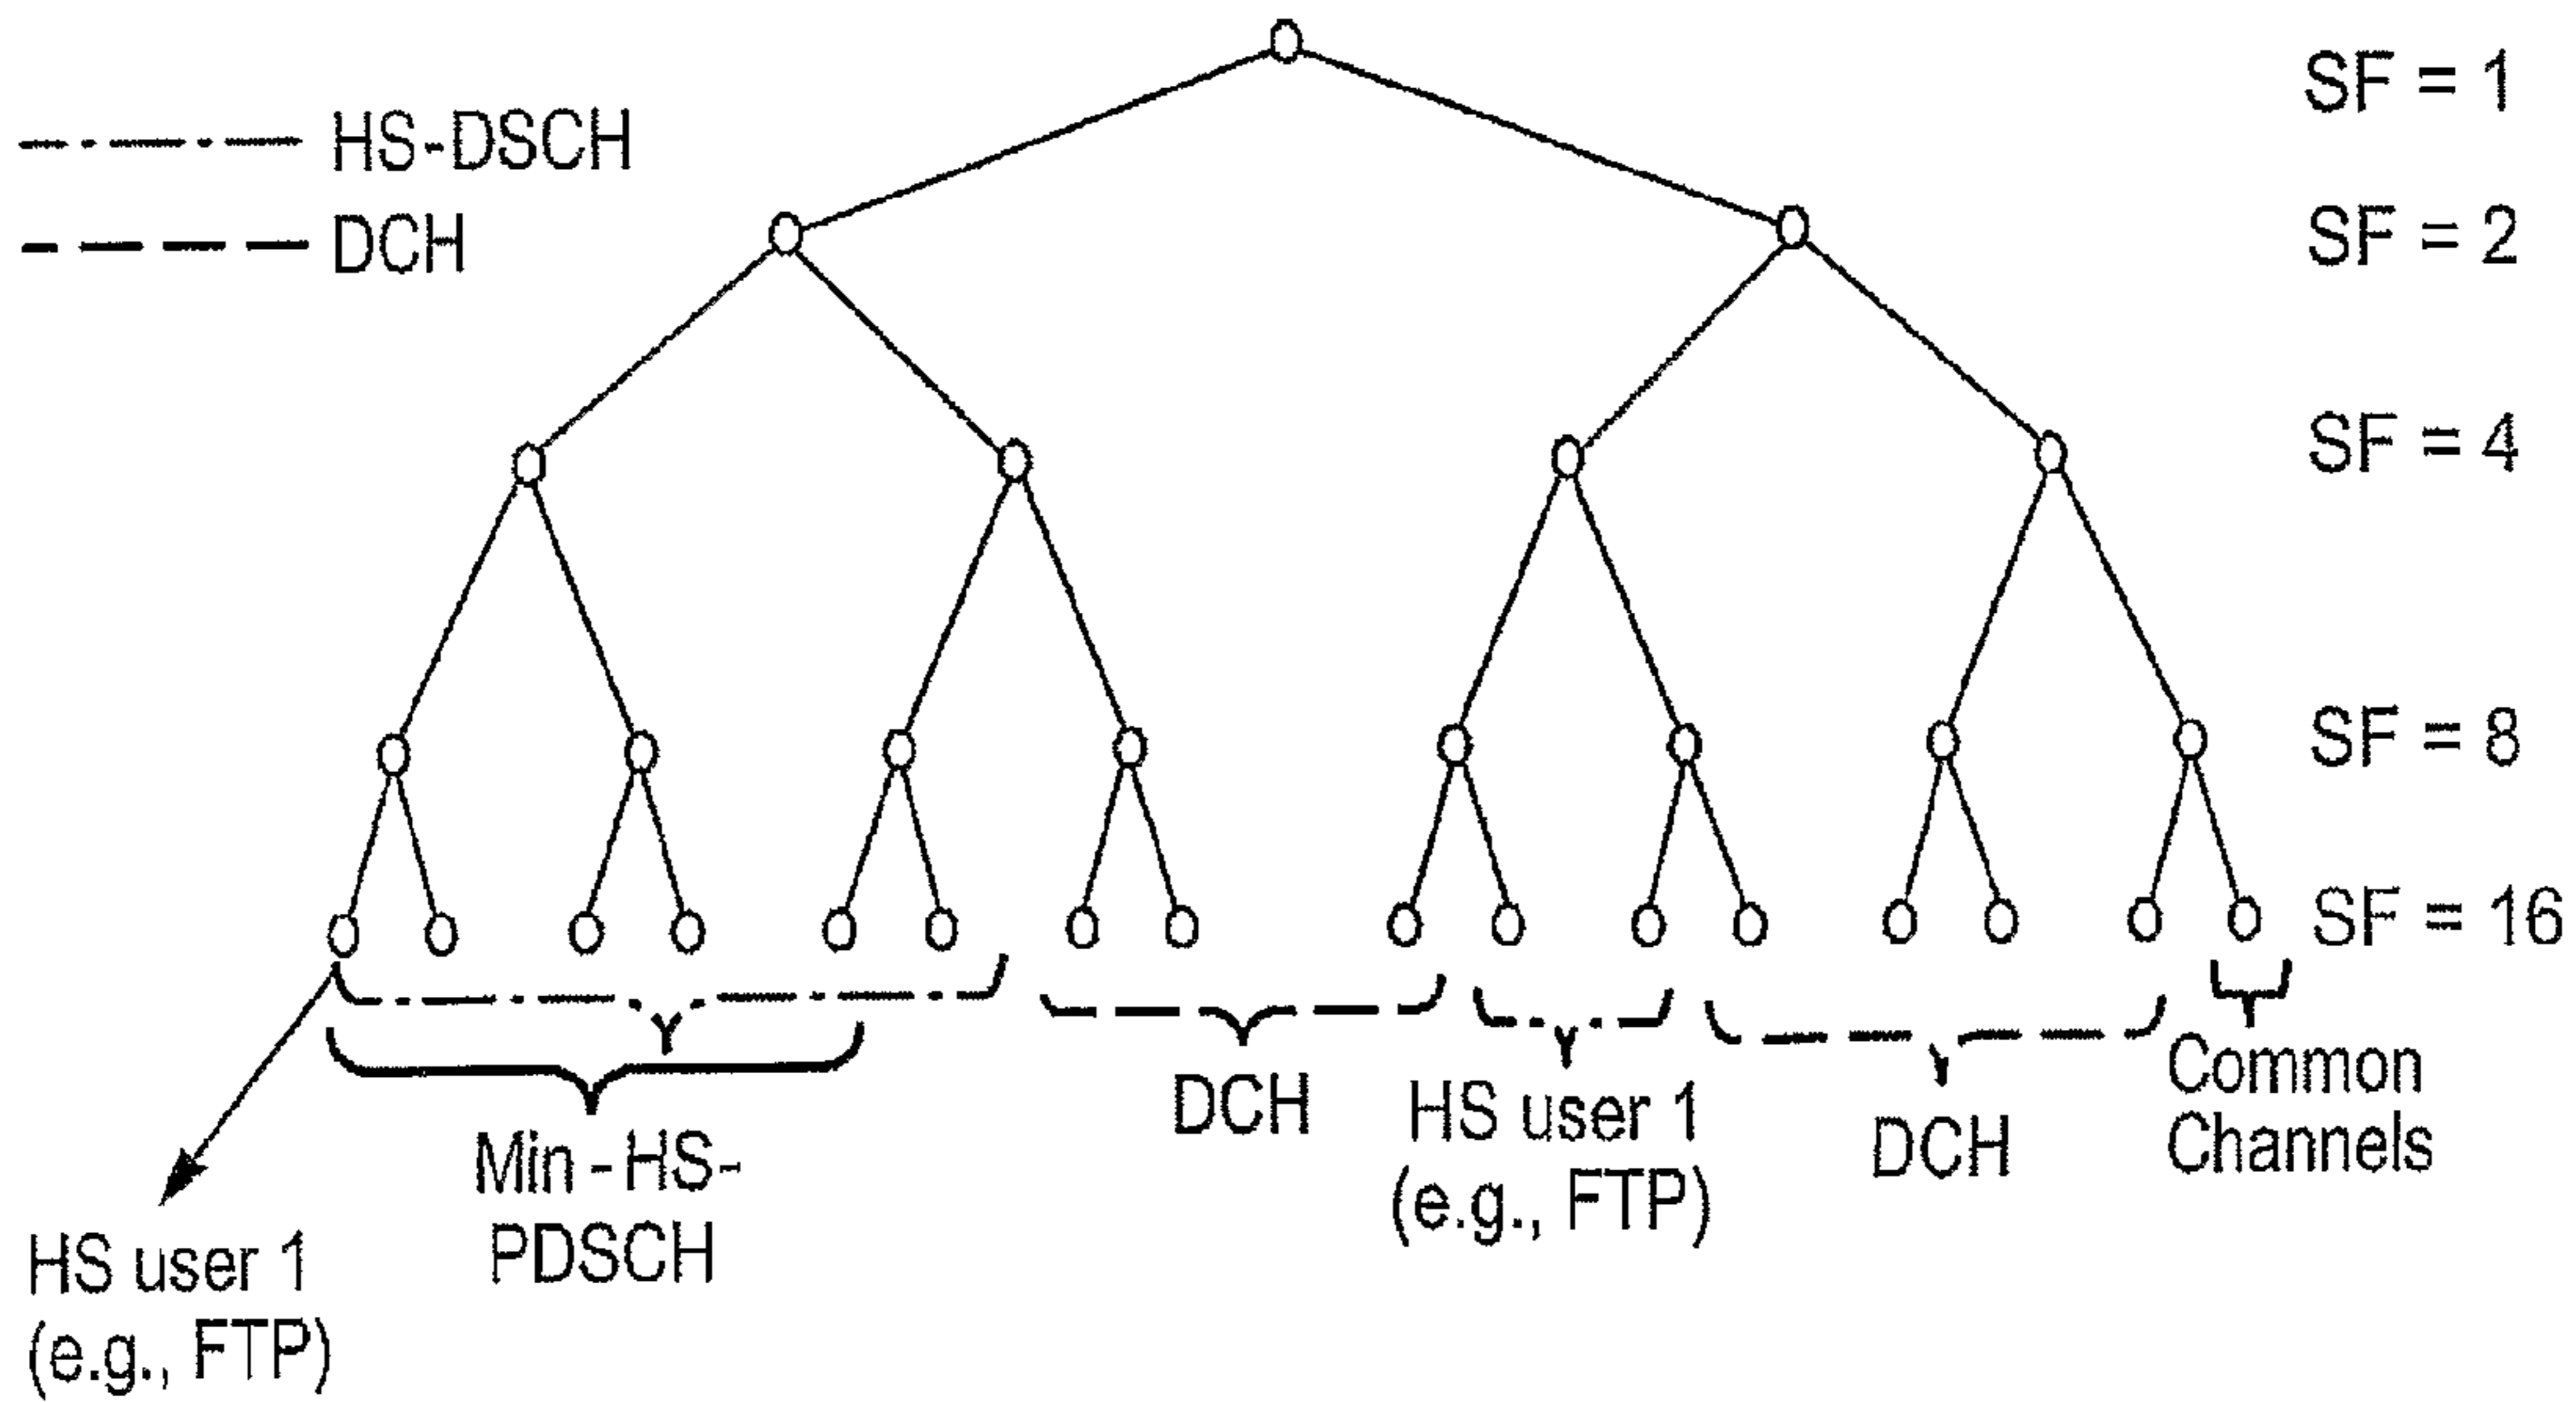 SF = 1
HS-DSCH
SF = 2
DCH
SF = 4
SF = 8
SF = 16
DCH
HS user 1
(e.g., FTP)
DCH
Common
Channels
Min - HS-
PDSCH
HS user 1
(e.g., FTP)